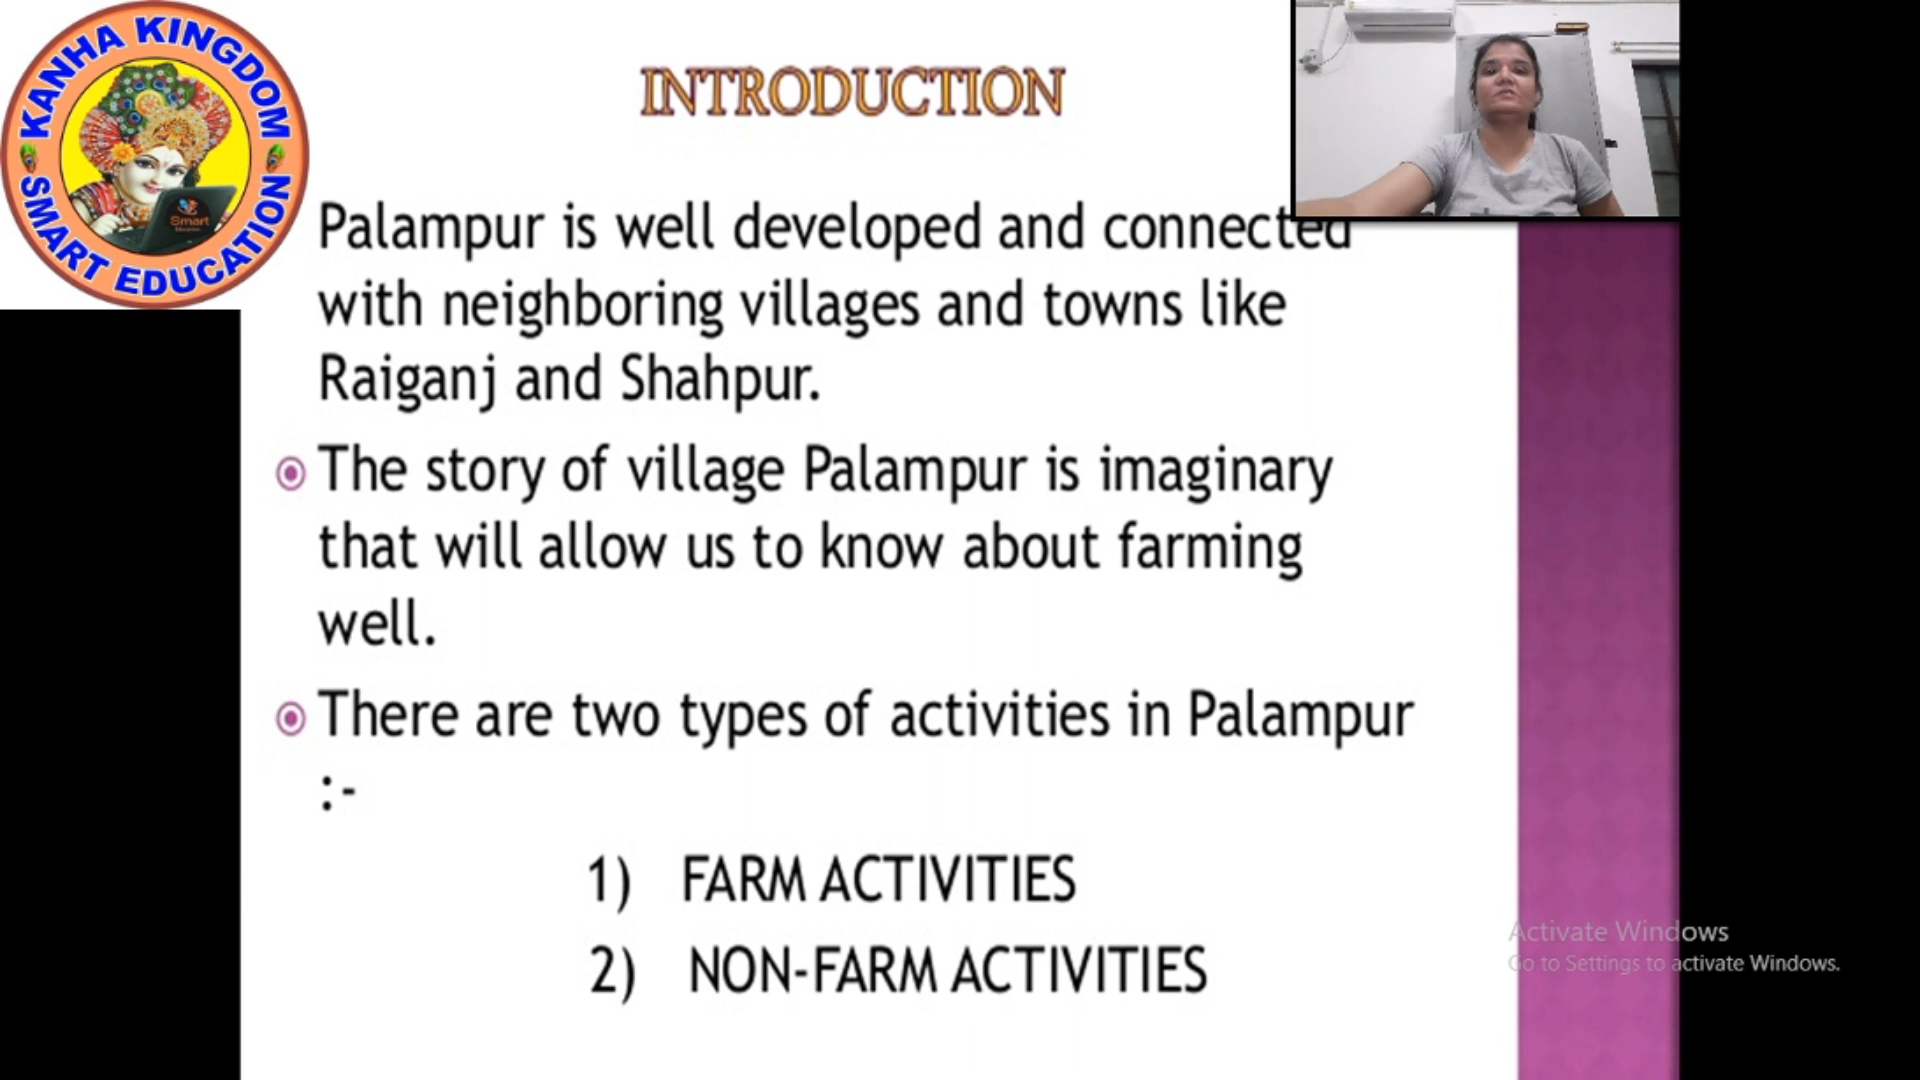 KANHA KINGDOM
SMART EDUCATION
Smart
INTRODUCTION
Palampur is well developed and connected
with neighboring villages and towns like
Raiganj and Shahpur.
The story of village Palampur is imaginary
that will allow us to know about farming
well.
There are two types of activities in Palampur
:-
1) FARM ACTIVITIES
2) NON-FARM ACTIVITIES
Activate Windows
Go to Settings to activate Windows.